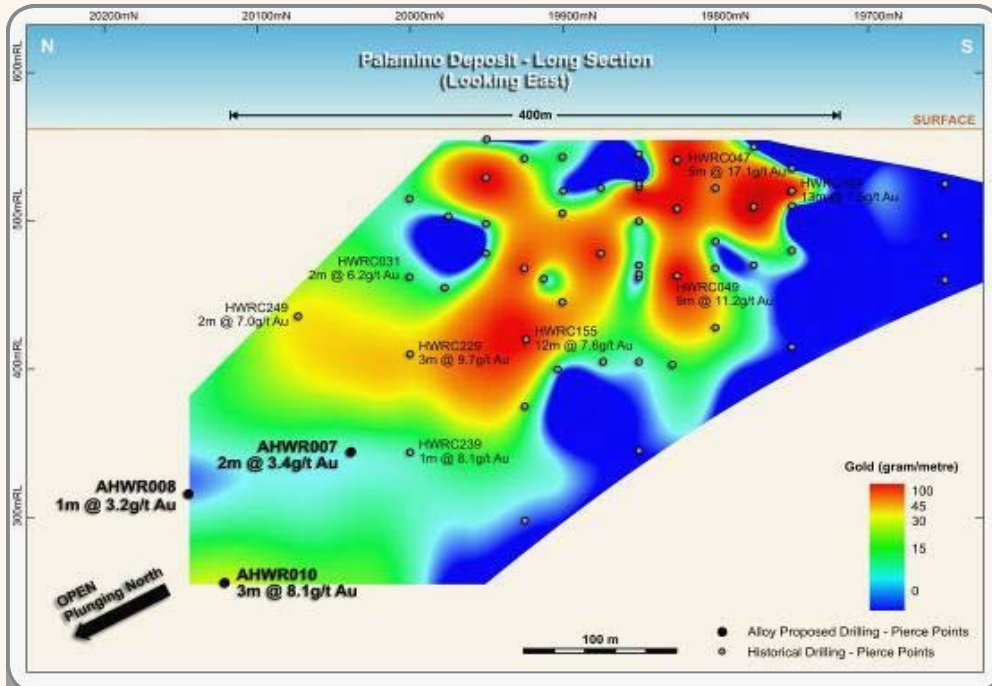 20200mN 20100mN 20000mN 19900mN 19800mN 19700mN
N
S
Palamino Deposit - Long Section
(Looking East)
600mRL
400m
SURFACE
HWRC047
5m @ 17.1g/t Au
13m @
500mRL
HWRC031
2m @ 6.2g/t Au
HWRC049
9m @ 11.2g/t Au
HWRC249
2m @ 7.0g/t Au
HWRC155
12m @ 7.6g/t Au
HWRC229
3m @ 9.7g/t Au
400mRL
HWRC239
1m @ 8.1g/t Au
AHWR007
2m @ 3.4g/t Au
AHWR008
1m @ 3.2g/t Au
300mRL
AHWR010
3m @ 8.1g/t Au
OPEN
Plunging North
Gold (gram/metre)
100
45
30
15
0
100 m
Alloy Proposed Drilling - Pierce Points
Historical Drilling - Pierce Points